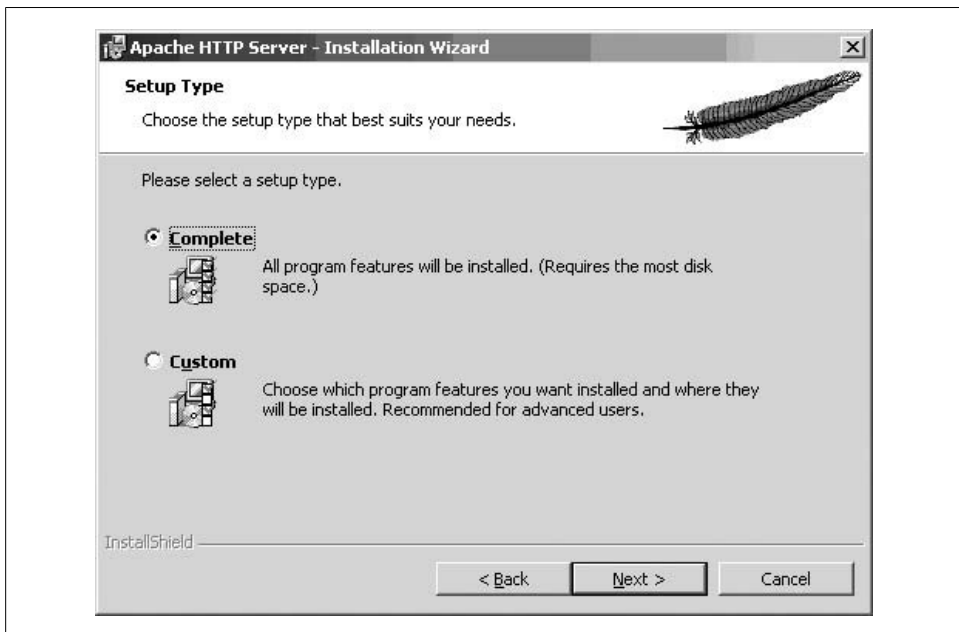 Apache HTTP Server - Installation Wizard
Setup Type
Choose the setup type that best suits your needs.
Please select a setup type.
Complete
All program features will be installed. (Requires the most disk
space.)
Custom
Choose which program features you want installed and where they
will be installed. Recommended for advanced users.
InstallShield
< Back
Next >
Cancel